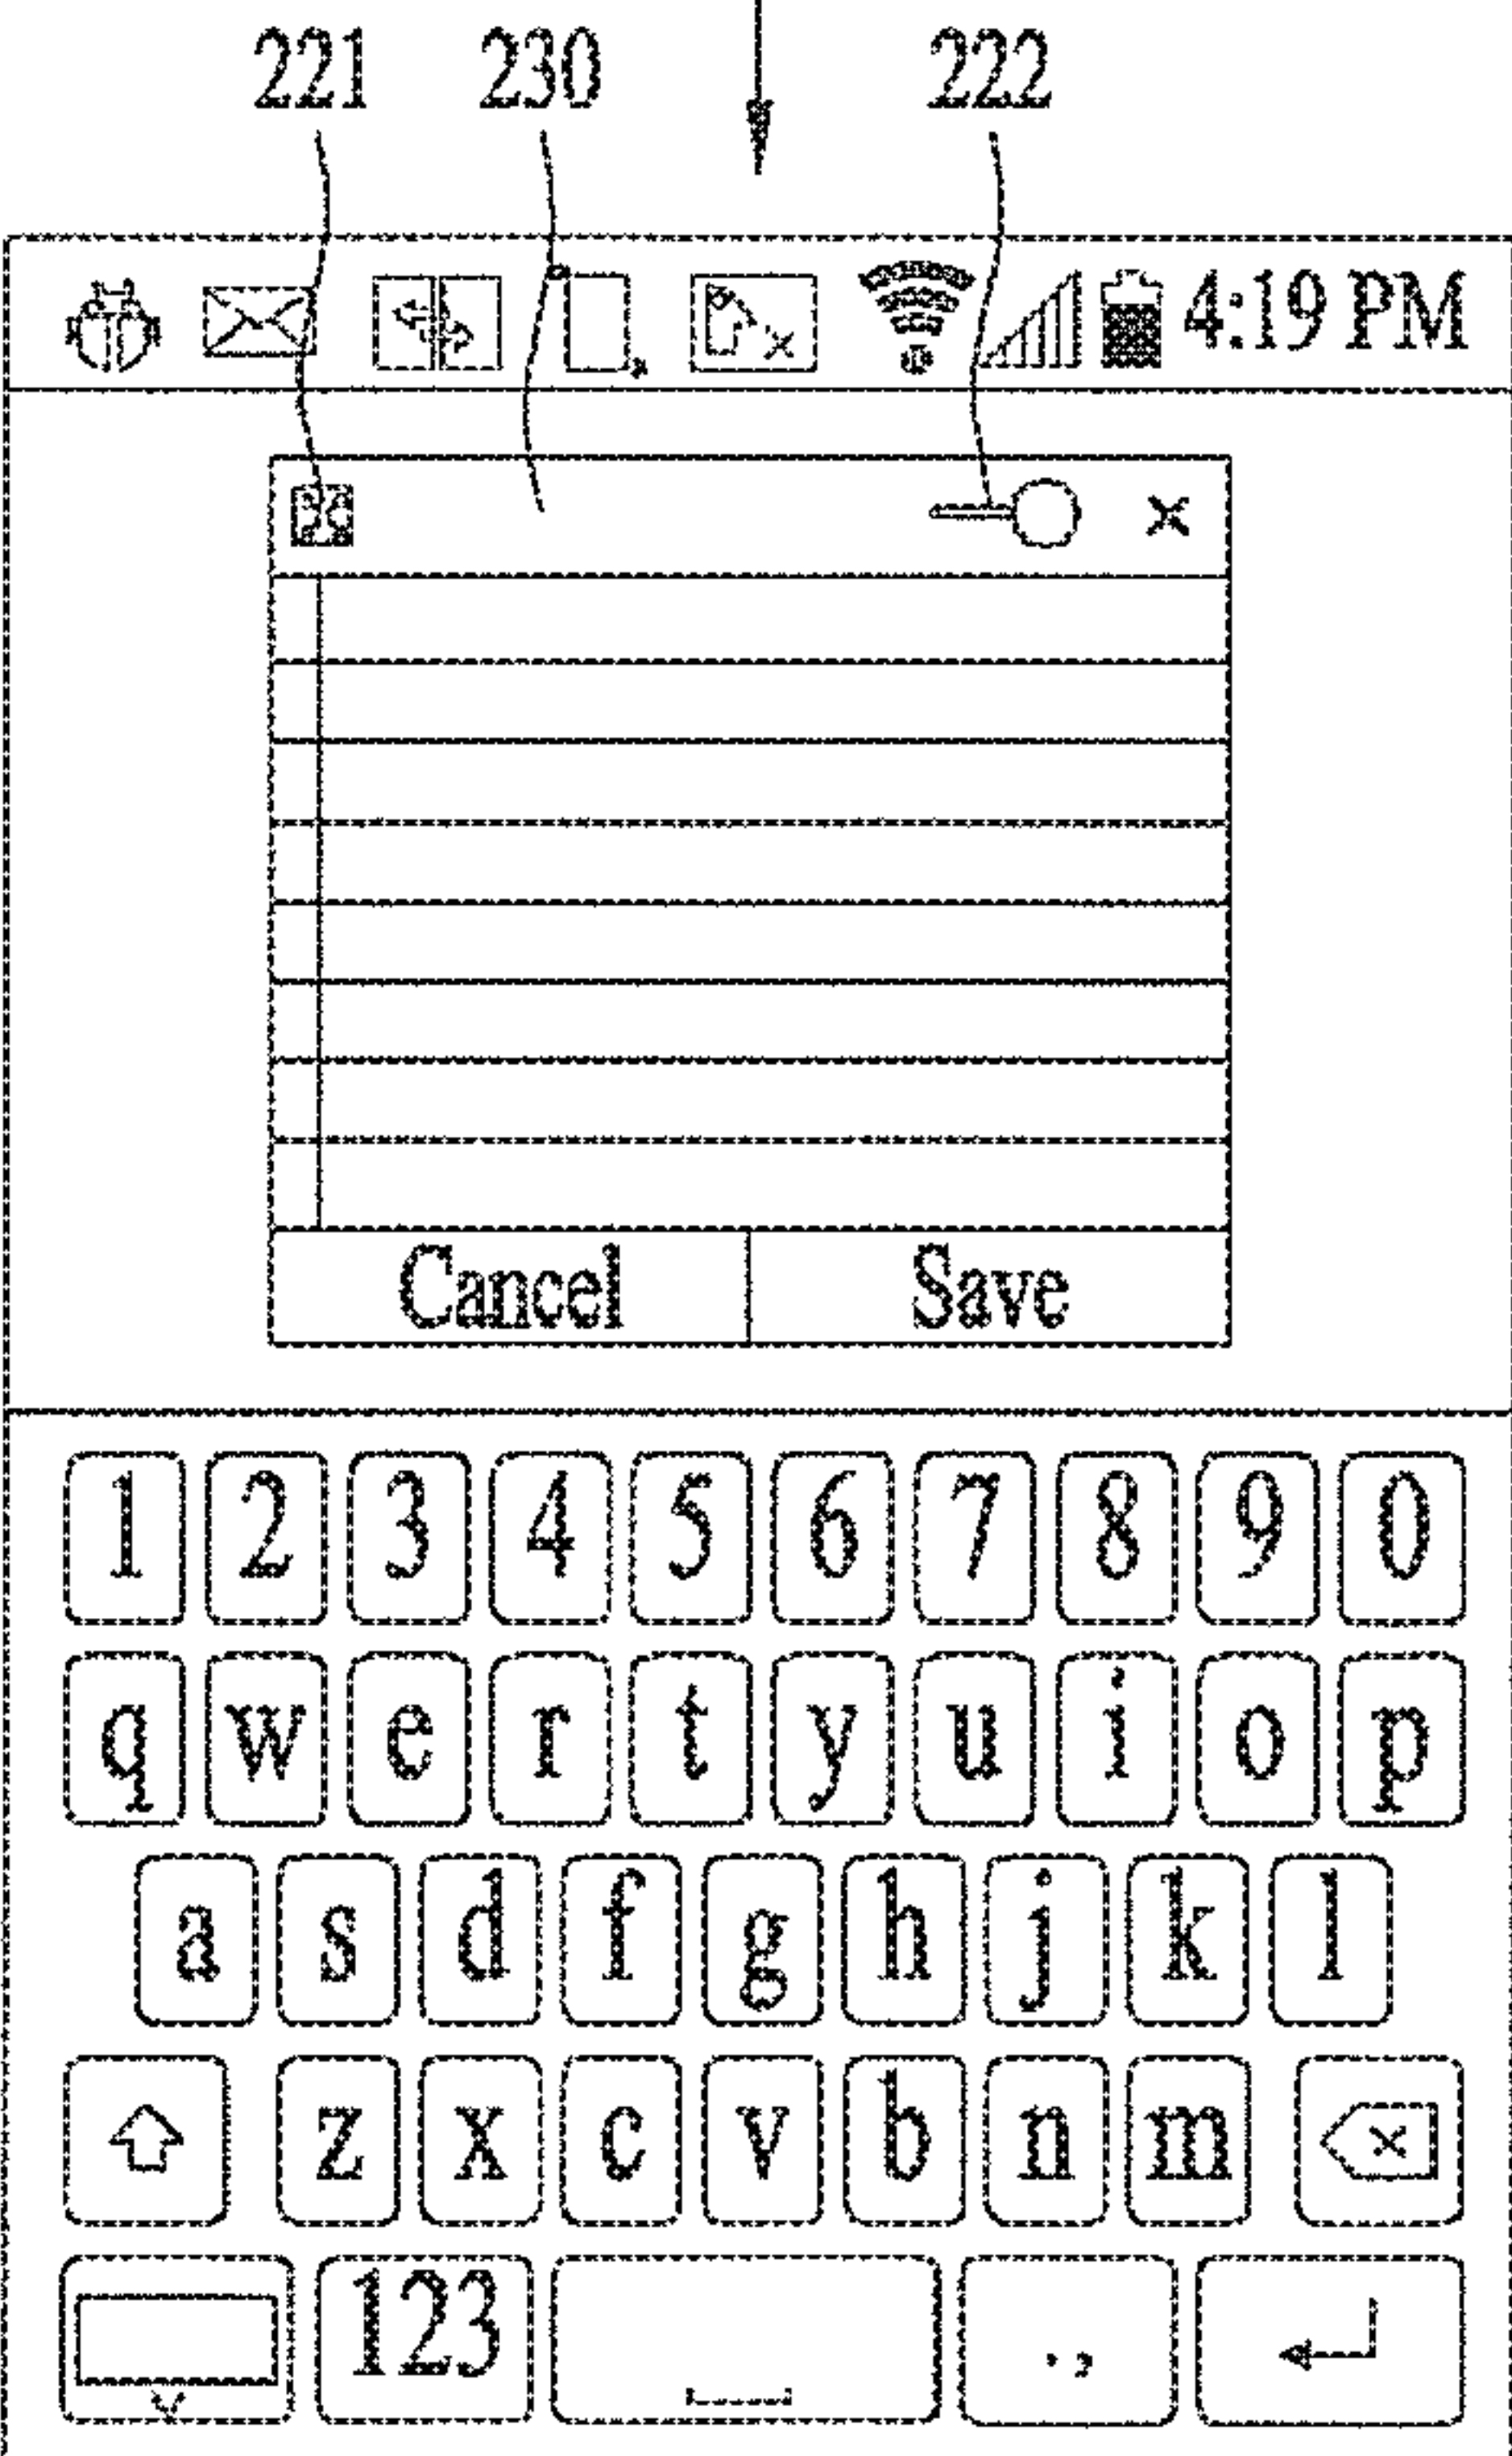 221 230 222
4:19 PM
×
Cancel Save
1 2 3 4 5 6 7 8 9 0
q w e r t y u i o p
a s d f g h j k l
z x c v b n m
123 .,